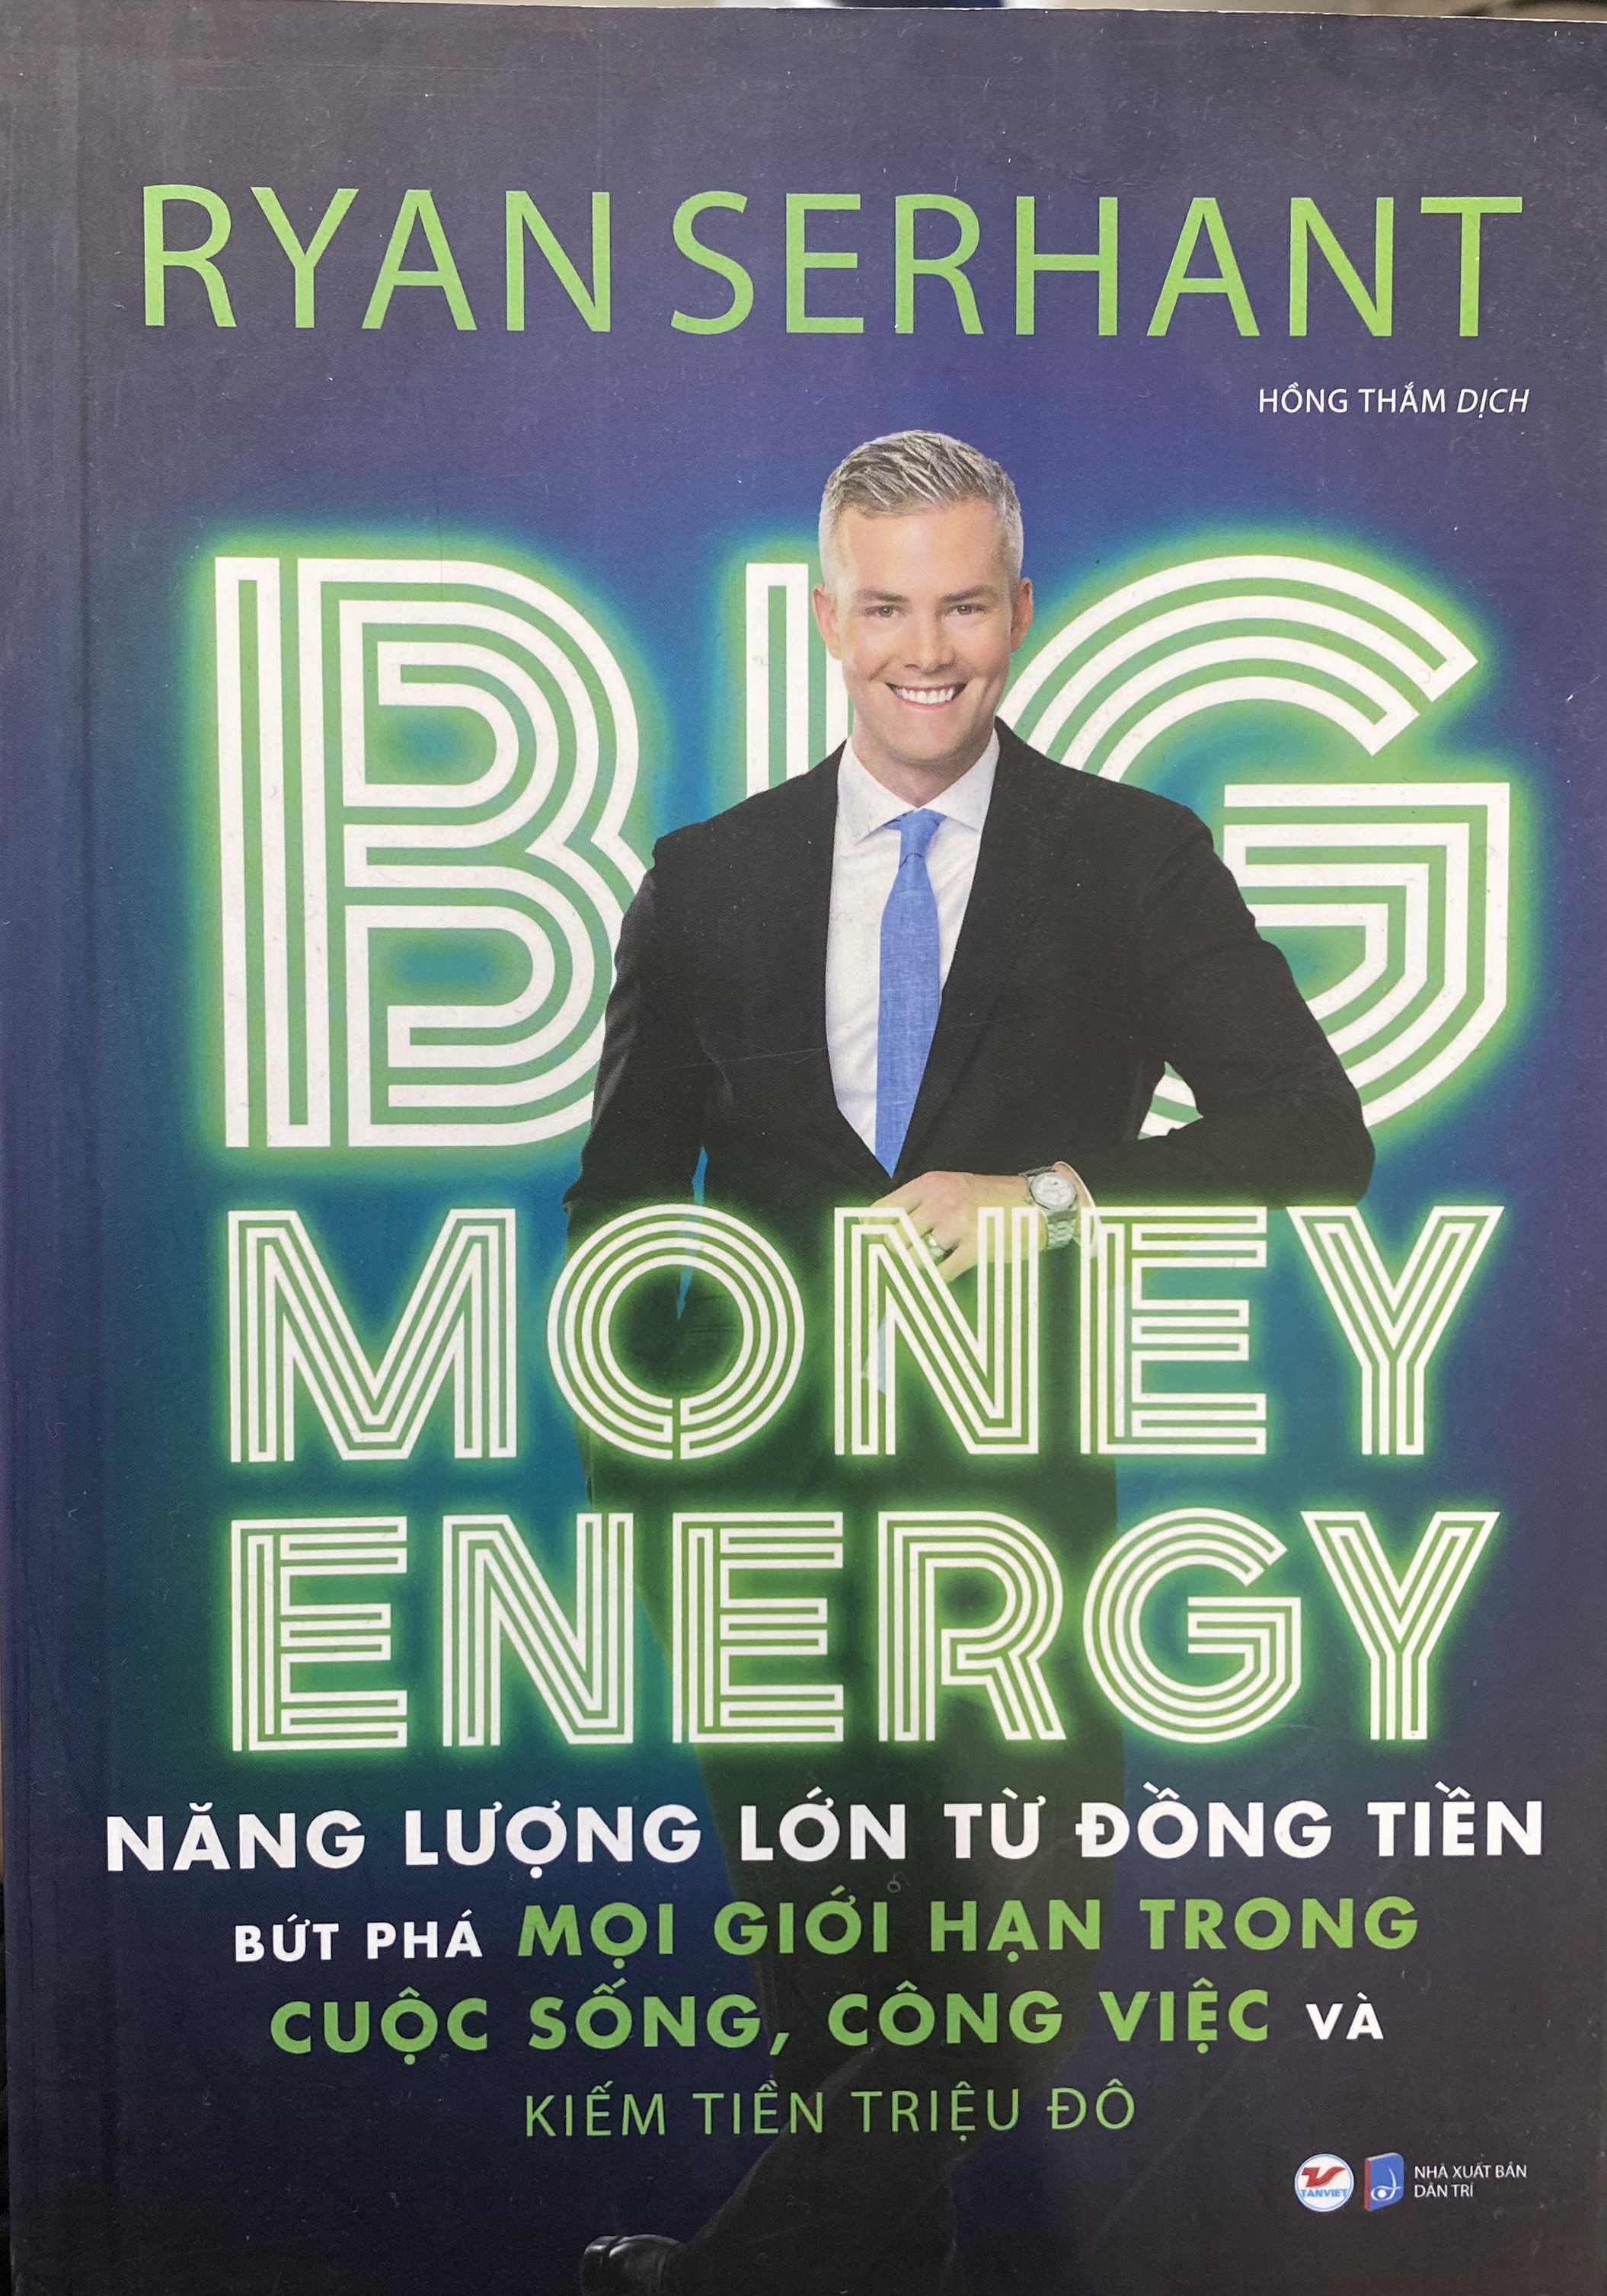 RYAN SERHANT
HỒNG THẮM DỊCH
BIG
MONEY
ENERGY
NĂNG LƯỢNG LỚN TỪ ĐỒNG TIỀN
BỨT PHÁ MỌI GIỚI HẠN TRONG
CUỘC SỐNG, CÔNG VIỆC VÀ
KIẾM TIỀN TRIỆU ĐÔ
TANVIET
NHÀ XUẤT BẢN
DÂN TRÍ